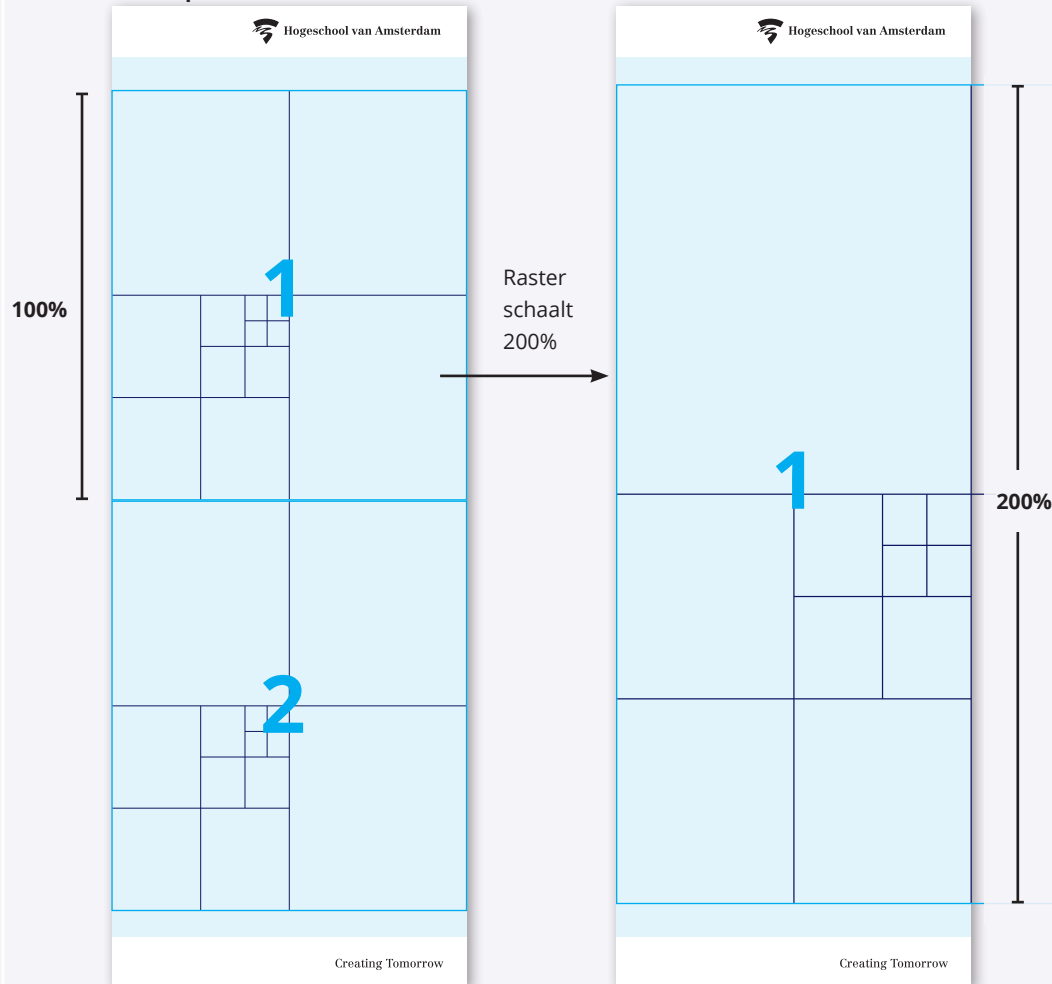 Hogeschool van Amsterdam
Hogeschool van Amsterdam
100%
1
2
Raster
schaalt
200%
1
200%
Creating Tomorrow
Creating Tomorrow